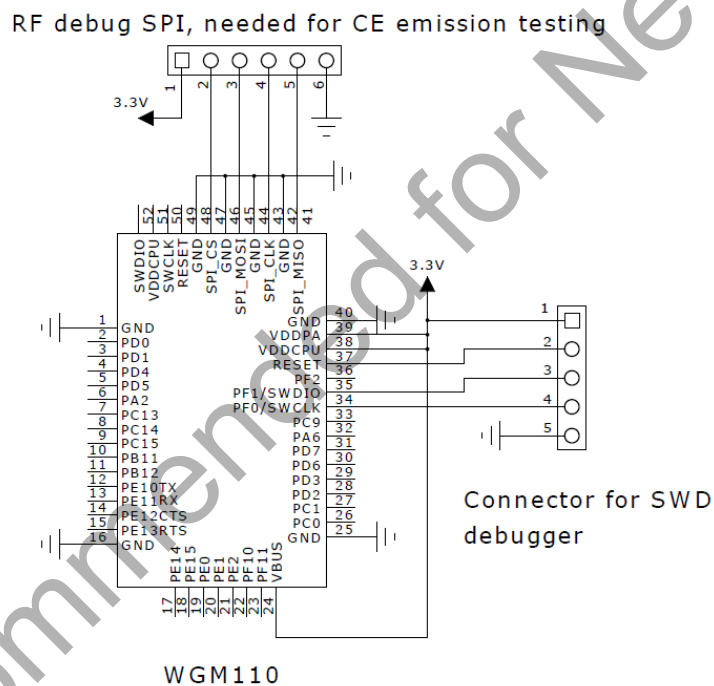 RF debug SPI, needed for CE emission testing
1
2
3
4
5
6
3.3V
52
51
50
49
48
47
46
45
44
43
42
41
SWDIO
VDDCPU
SWCLK
RESET
GND
SPI_CS
GND
SPI_MOSI
GND
SPI_CLK
GND
SPI_MISO
1 GND
2 PD0
3 PD1
4 PD4
5 PD5
6 PA2
7 PC13
8 PC14
9 PC15
10 PB11
11 PB12
12 PE10TX
13 PE11RX
14 PE12CTS
15 PE13RTS
16 GND
GND 40
VDDPA 39
VDDCPU 38
RESET 37
PF2 36
PF1/SWDIO 35
PF0/SWCLK 34
PC9 33
PA6 32
PD7 31
PD6 30
PD3 29
PD2 28
PC1 27
PC0 26
GND 25
PE14
PE15
PE0
PE1
PE2
PF10
PF11
VBUS
17
18
19
20
21
22
23
24
3.3V
1
2
3
4
5
Connector for SWD
debugger
WGM110
ommended for Ne